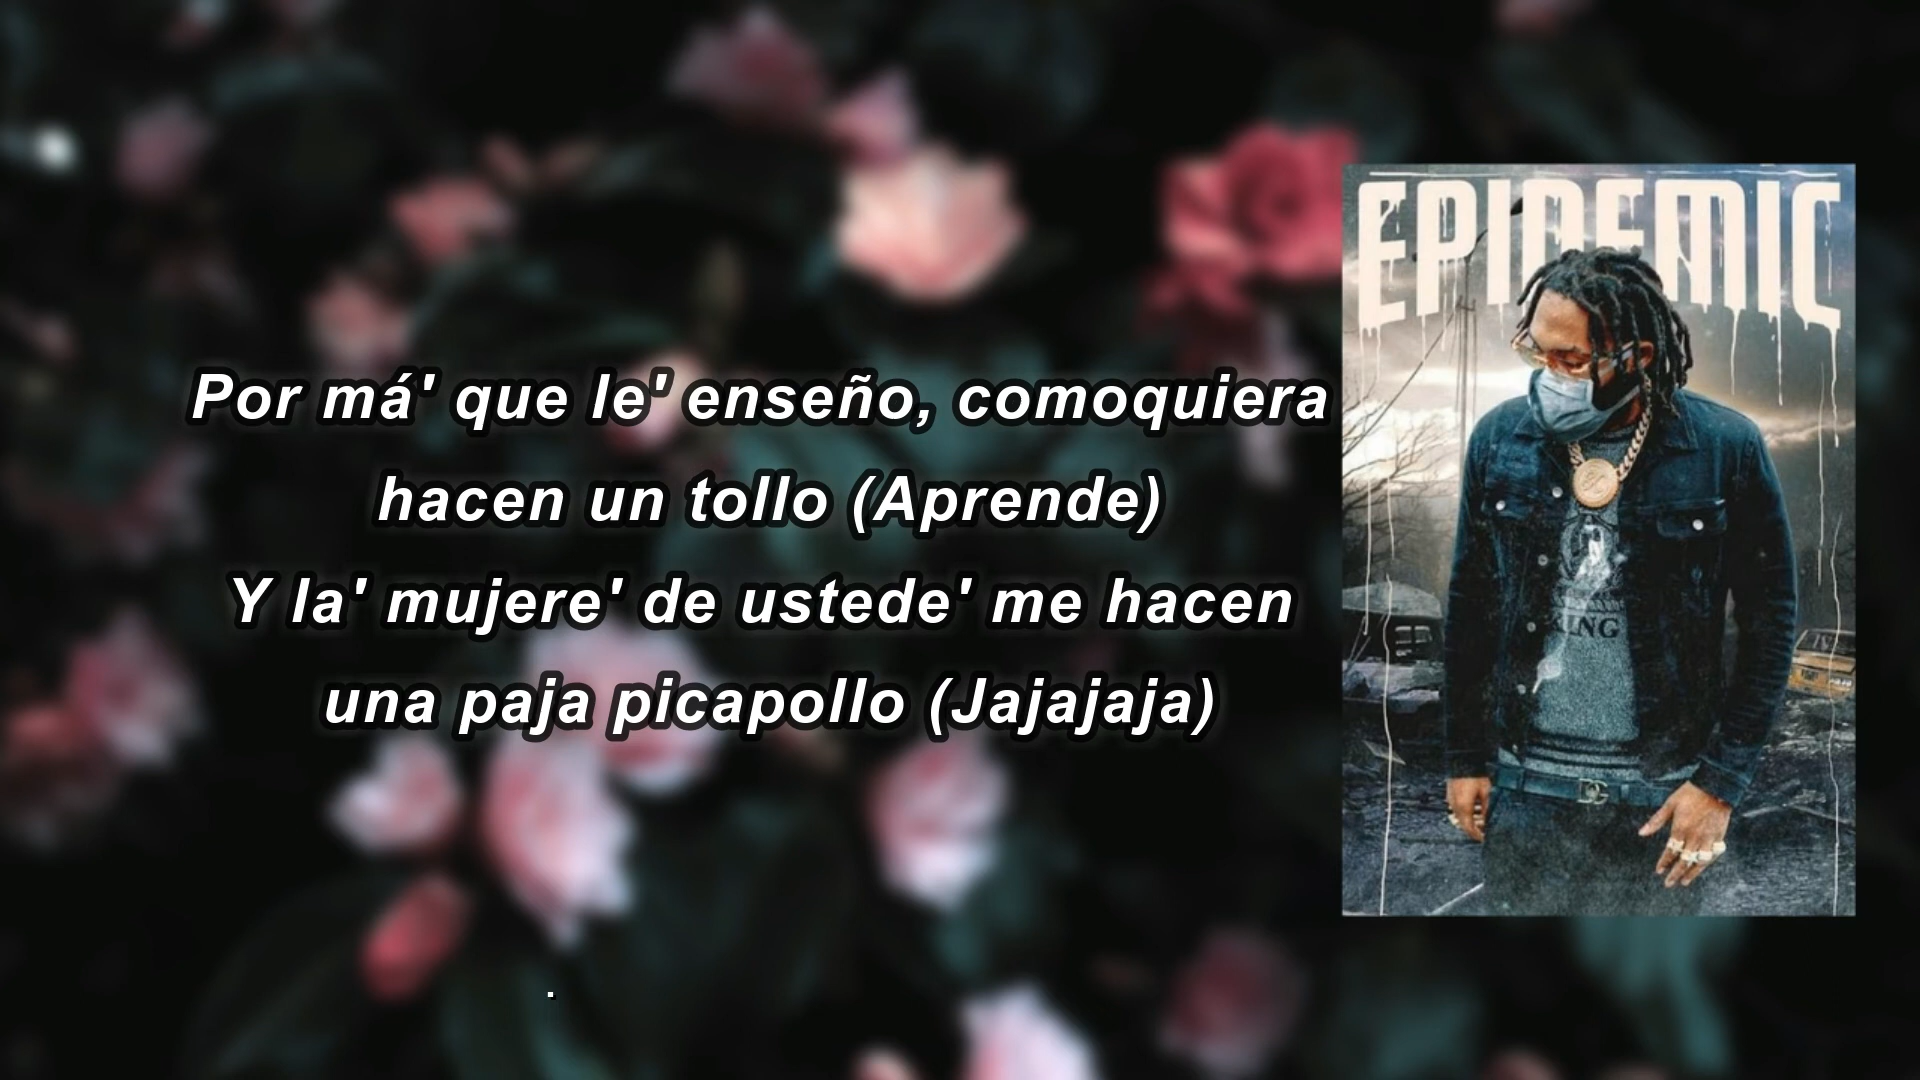 EPIDEMIC
Por má' que le' enseño, comoquiera
hacen un tollo (Aprende)
Y la' mujere' de ustede' me hacen
una paja picapollo (Jajajaja)
.